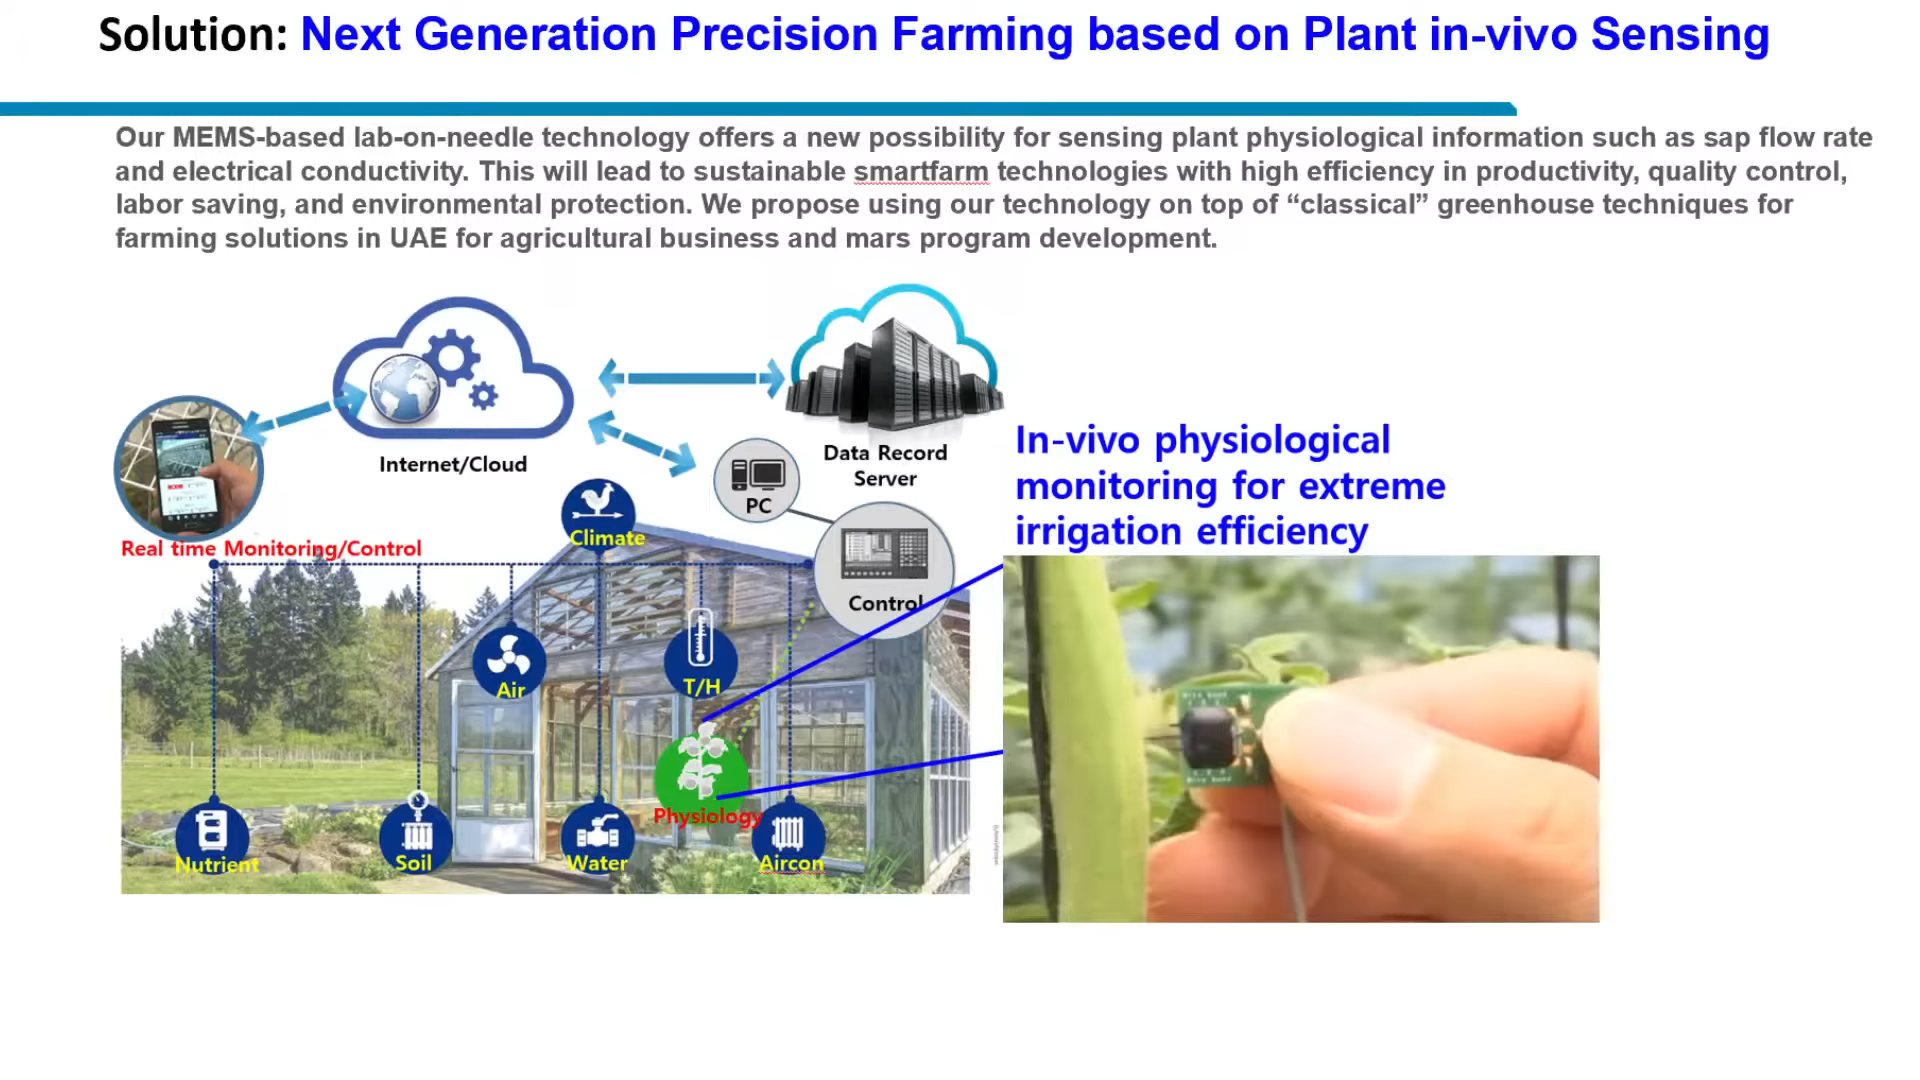 Solution: Next Generation Precision Farming based on Plant in-vivo Sensing
Our MEMS-based lab-on-needle technology offers a new possibility for sensing plant physiological information such as sap flow rate
and electrical conductivity. This will lead to sustainable smartfarm technologies with high efficiency in productivity, quality control,
labor saving, and environmental protection. We propose using our technology on top of “classical” greenhouse techniques for
farming solutions in UAE for agricultural business and mars program development.
Internet/Cloud
Data Record
Server
PC
Real time Monitoring/Control
Climate
Control
Air
T/H
Physiology
Nutrient
Soil
Water
Aircon
In-vivo physiological
monitoring for extreme
irrigation efficiency